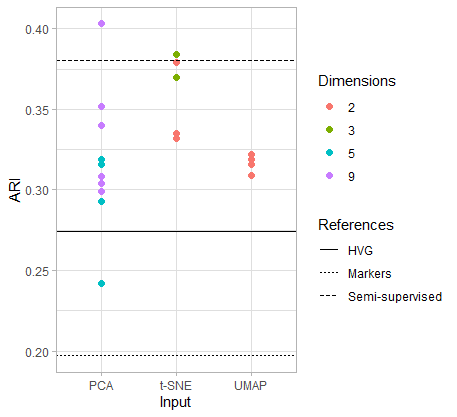 0.40
0.35
0.30
0.25
0.20
ARI
PCA
t-SNE
UMAP
Input
Dimensions
2
3
5
9
References
HVG
Markers
Semi-supervised